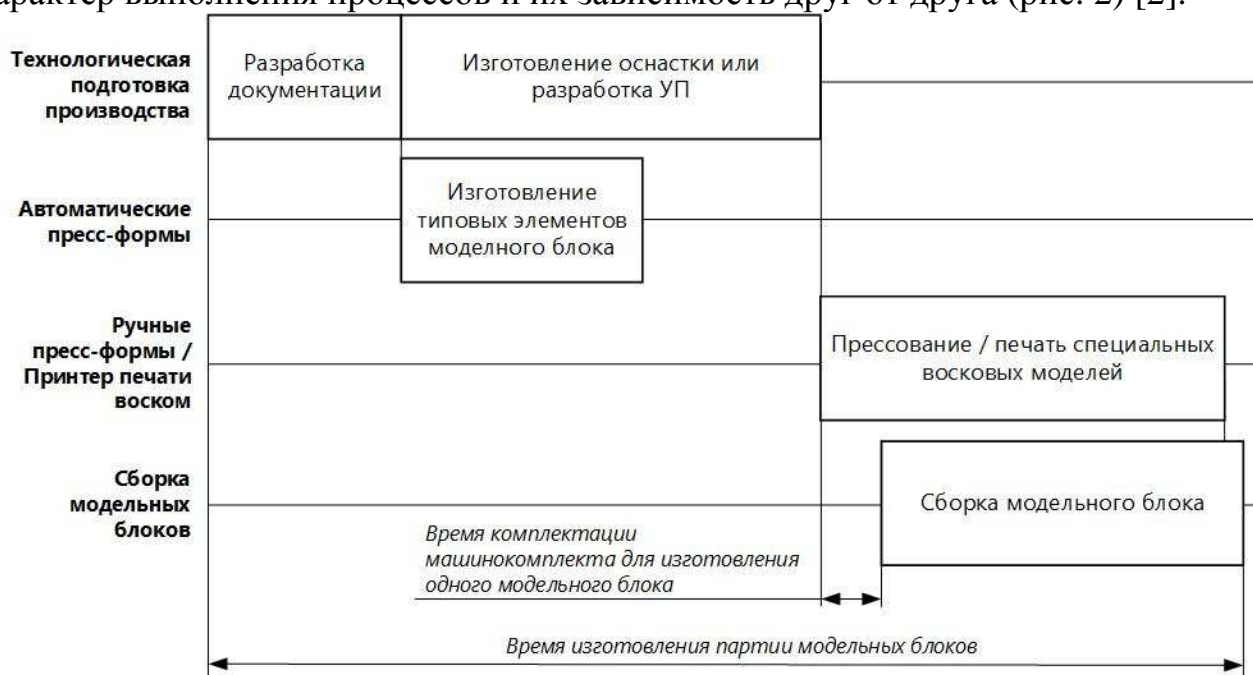 арактер выполнения процессов и их зависимость друг от друга (рис. 2) [2].
Технологическая
подготовка
производства
Разработка
документации
Изготовление оснастки или
разработка УП
Автоматические
пресс-формы
Изготовление
типовых элементов
моделного блока
Ручные
пресс-формы /
Принтер печати
воском
Прессование / печать специальных
восковых моделей
Сборка
модельных
блоков
Сборка модельного блока
Время комплектации
машинокомплекта для изготовления
одного модельного блока
Время изготовления партии модельных блоков